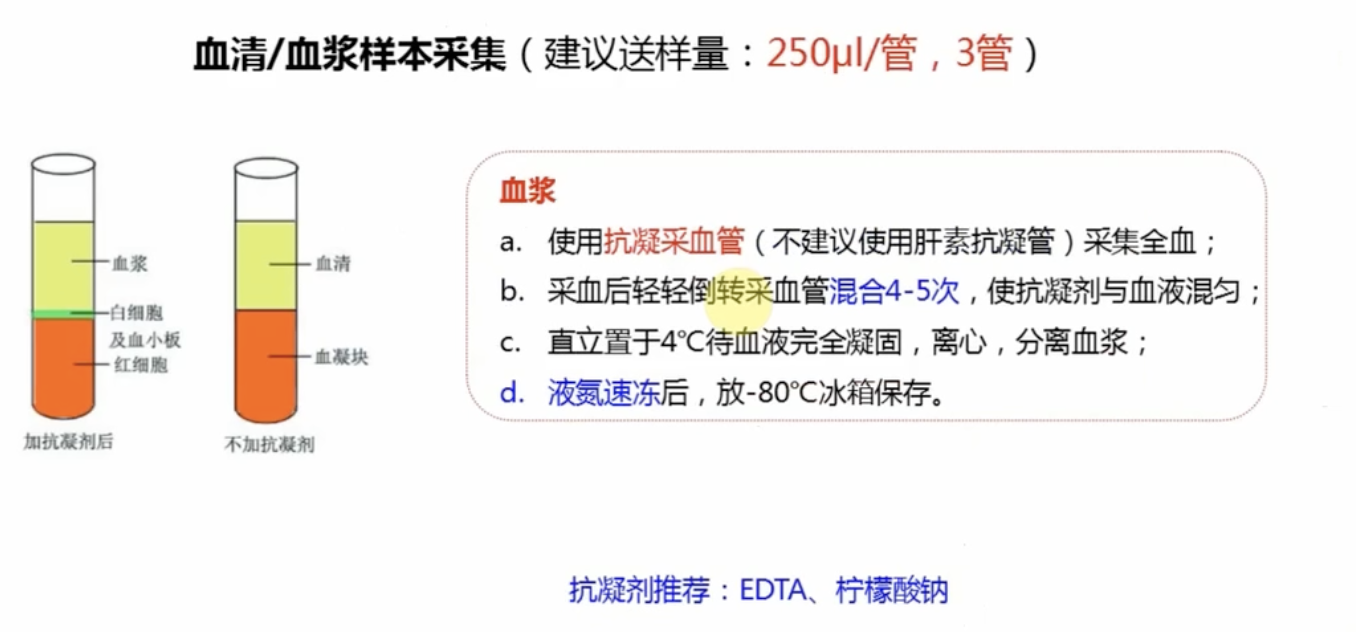 血清/血浆样本采集（建议送样量：250μl/管，3管）
血浆
白细胞
及血小板
红细胞
加抗凝剂后
血清
血凝块
不加抗凝剂
血浆
a. 使用抗凝采血管（不建议使用肝素抗凝管）采集全血；
b. 采血后轻轻倒转采血管混合4-5次，使抗凝剂与血液混匀；
c. 直立置于4℃待血液完全凝固，离心，分离血浆；
d. 液氮速冻后，放-80℃冰箱保存。
抗凝剂推荐：EDTA、柠檬酸钠